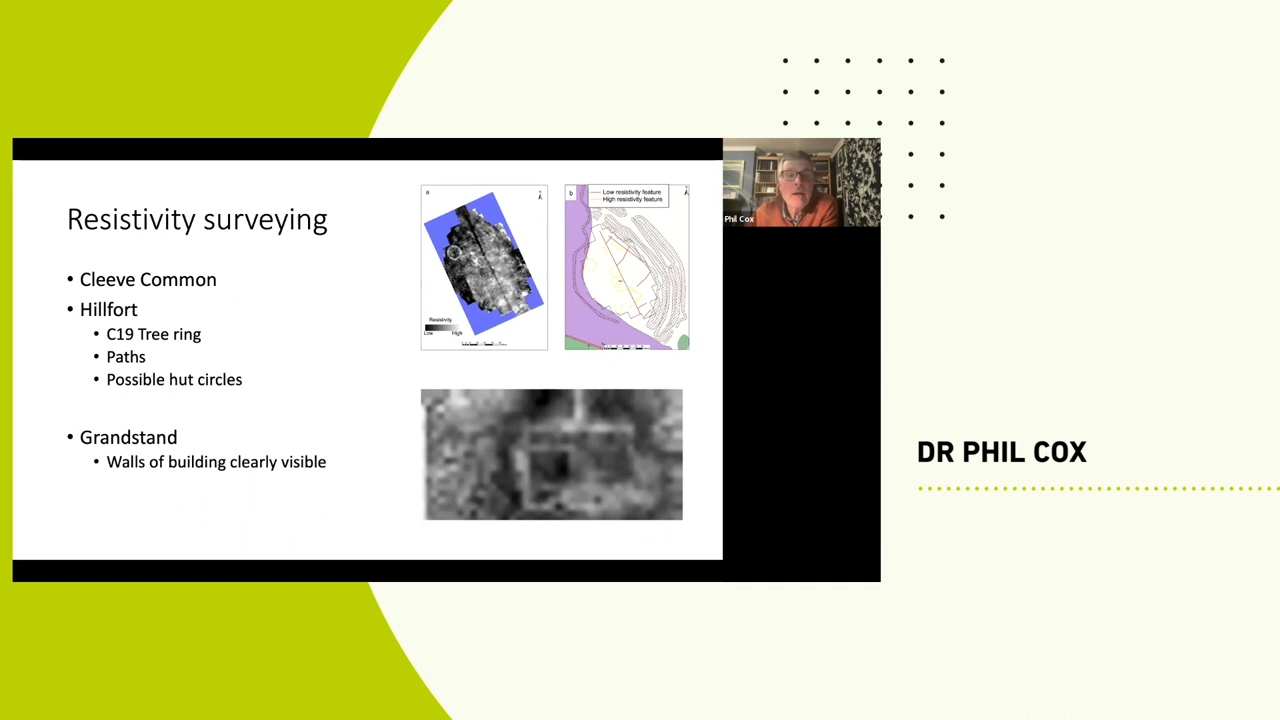 Resistivity surveying
• Cleeve Common
• Hillfort
• C19 Tree ring
• Paths
• Possible hut circles
• Grandstand
• Walls of building clearly visible
a
Resistivity
Low High
b
Low resistivity feature
High resistivity feature
Phil Cox
DR PHIL COX